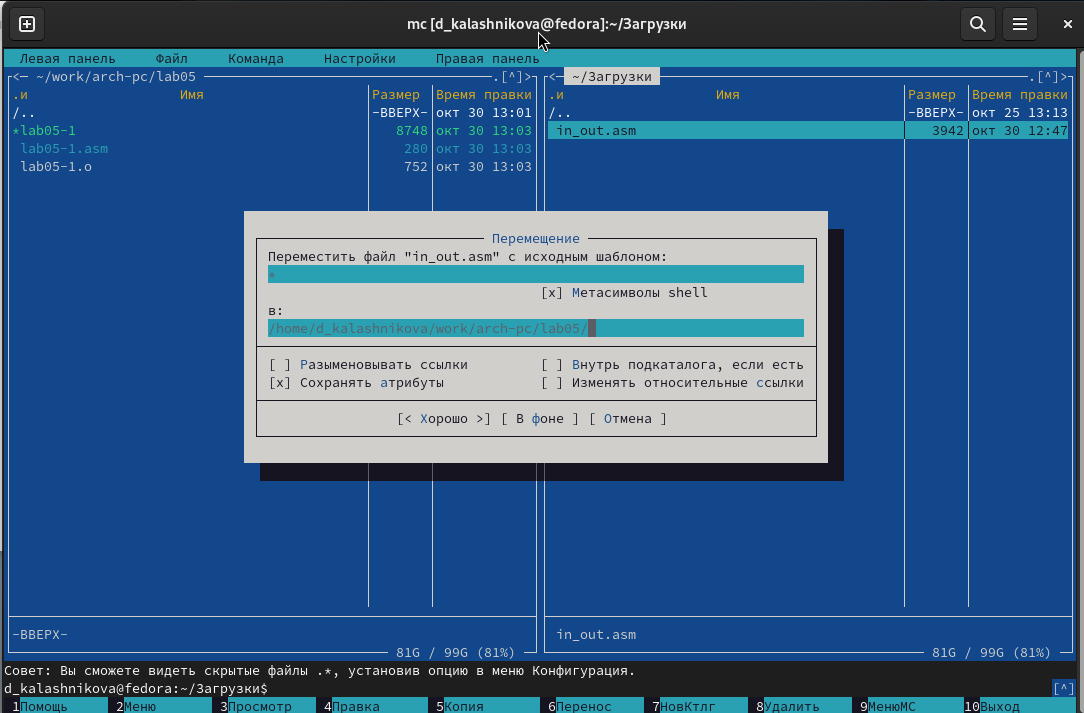 mc [d_kalashnikova@fedora]:~/Загрузки
Левая панель Файл Команда Настройки Правая панель
<— ~/work/arch-pc/lab05 .[^]> <— ~/Загрузки .[^]>
.и Имя Размер Время правки .и Имя Размер Время правки
/.. -ВВЕРХ- окт 30 13:01 /.. -ВВЕРХ- окт 25 13:13
*lab05-1 8748 окт 30 13:03 in_out.asm 3942 окт 30 12:47
lab05-1.asm 280 окт 30 13:03
lab05-1.o 752 окт 30 13:03
Перемещение
Переместить файл "in_out.asm" с исходным шаблоном:
*
[x] Метасимволы shell
в:
/home/d_kalashnikova/work/arch-pc/lab05/
[ ] Разыменовывать ссылки [ ] Внутрь подкаталога, если есть
[x] Сохранять атрибуты [ ] Изменять относительные ссылки
[< Хорошо >] [ В фоне ] [ Отмена ]
-ВВЕРХ- in_out.asm
81G / 99G (81%) 81G / 99G (81%)
Совет: Вы сможете видеть скрытые файлы .*, установив опцию в меню Конфигурация.
d_kalashnikova@fedora:~/Загрузки$ [^]
1Помощь 2Меню 3Просмотр 4Правка 5Копия 6Перенос 7НовКтлг 8Удалить 9МенюМС 10Выход